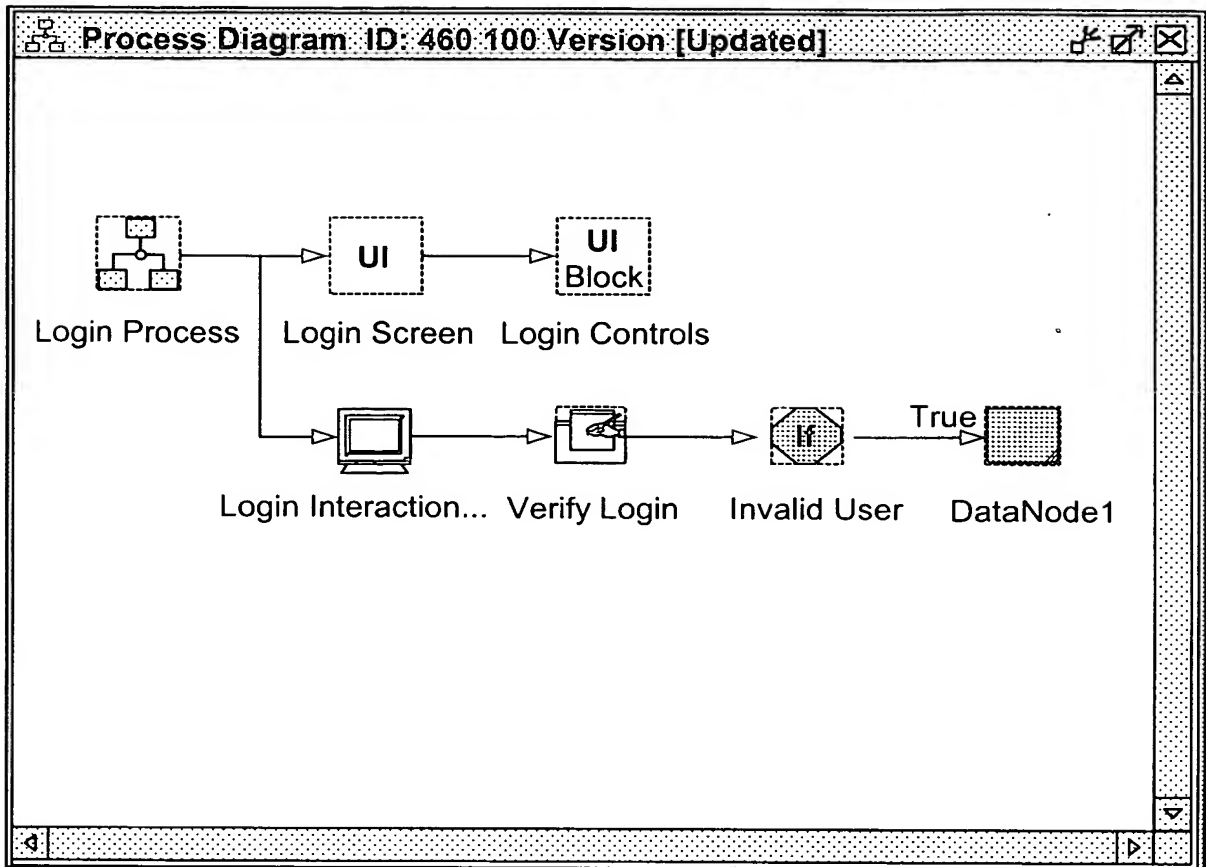 Process Diagram ID: 460 100 Version [Updated]
UI
UI
Block
Login Process
Login Screen
Login Controls
If
True
Login Interaction...
Verify Login
Invalid User
DataNode1